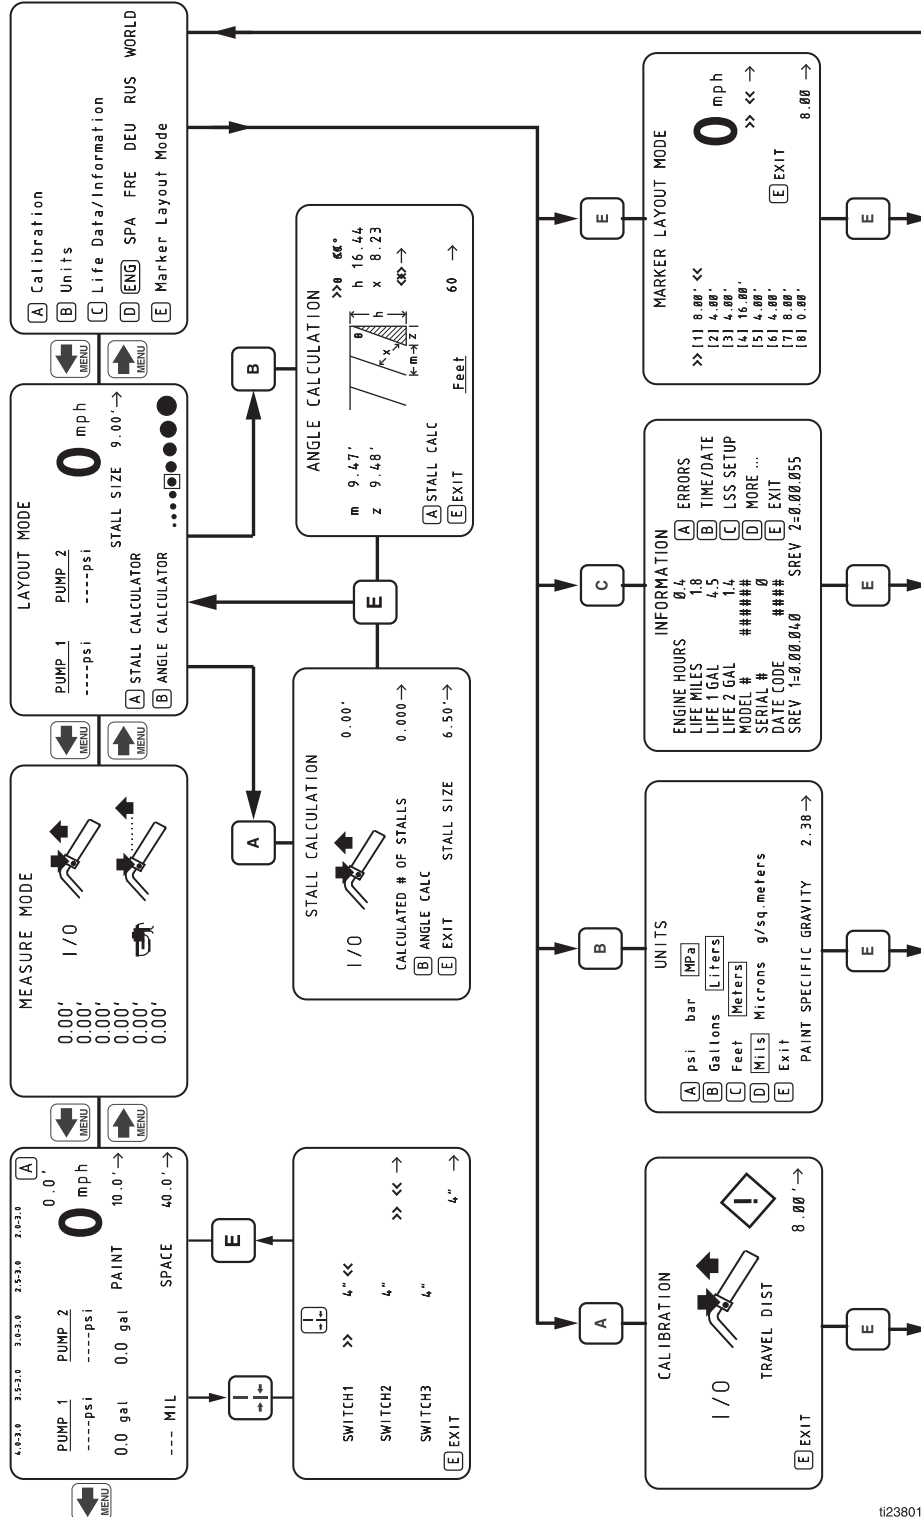 MENU
4.0-3.0 3.5-3.0 3.0-3.0 2.5-3.0 2.0-3.0
A
PUMP 1 PUMP 2 0.0'
----psi ----psi 0 mph
0.0 gal 0.0 gal PAINT 10.0'→
--- MIL SPACE 40.0'→
MENU
MENU
MEASURE MODE
0.00' I/O
0.00'
0.00'
0.00'
0.00'
0.00'
MENU
MENU
LAYOUT MODE
PUMP 1 PUMP 2
----psi ----psi 0 mph
STALL SIZE 9.00'→
A STALL CALCULATOR
B ANGLE CALCULATOR
MENU
MENU
A Calibration
B Units
C Life Data/Information
D ENG SPA FRE DEU RUS WORLD
E Marker Layout Mode
E
A
E
B
SWITCH1 >> 4" <<
SWITCH2 4" >> << →
SWITCH3 4"
E EXIT 4" →
STALL CALCULATION
I/O 0.00'
CALCULATED # OF STALLS 0.000→
B ANGLE CALC
E EXIT STALL SIZE 6.50'→
ANGLE CALCULATION
m 9.47' h 16.44
z 9.48' x 8.23
θ x h
m z
A STALL CALC
E EXIT Feet 60 →
A
B
C
E
CALIBRATION
I/O
TRAVEL DIST
E EXIT 8.00'→
UNITS
A psi bar MPa
B Gallons Liters
C Feet Meters
D Mils Microns g/sq.meters
E Exit
PAINT SPECIFIC GRAVITY 2.38→
INFORMATION
ENGINE HOURS 0.4 A ERRORS
LIFE MILES 1.8 B TIME/DATE
LIFE 1 GAL 4.5 C LSS SETUP
LIFE 2 GAL 1.4 D MORE ...
MODEL # ###### E EXIT
SERIAL # 0
DATE CODE ####
SREV 1=0.00.040 SREV 2=0.00.055
MARKER LAYOUT MODE
>> [1] 8.00' <<
[2] 4.00' 0 mph
[3] 4.00'
[4] 16.00' >> << →
[5] 4.00'
[6] 4.00' E EXIT
[7] 8.00'
[8] 0.00' 8.00 →
E
E
E
E
ti23801